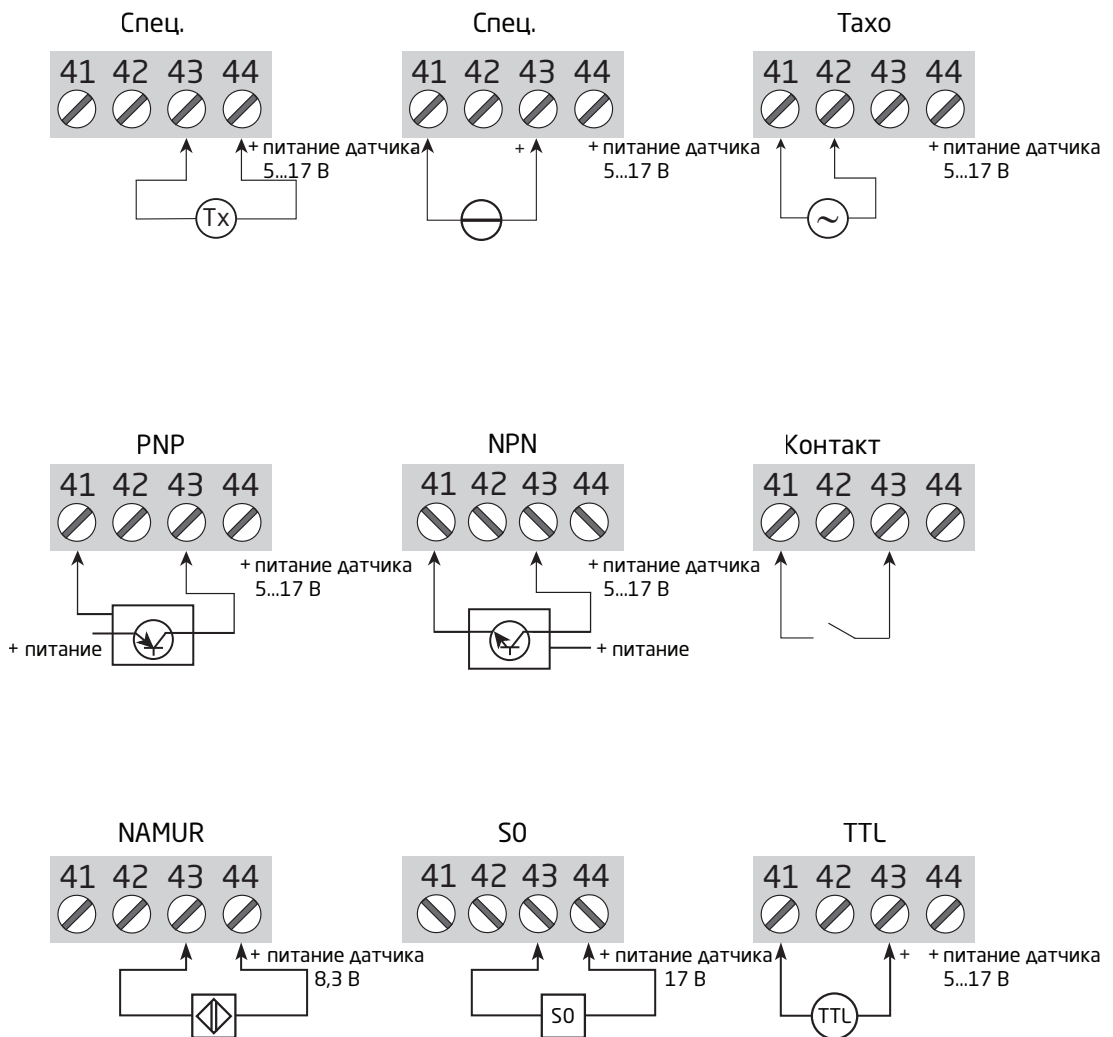 Спец. Спец. Тахо
41 42 43 44 41 42 43 44 41 42 43 44
+ питание датчика + + питание датчика + питание датчика
5...17 В 5...17 В 5...17 В
Tx ~
PNP NPN Контакт
41 42 43 44 41 42 43 44 41 42 43 44
+ питание датчика + питание датчика
5...17 В 5...17 В
+ питание + питание
NAMUR S0 TTL
41 42 43 44 41 42 43 44 41 42 43 44
+ питание датчика + питание датчика + + питание датчика
8,3 В 17 В 5...17 В
S0 TTL